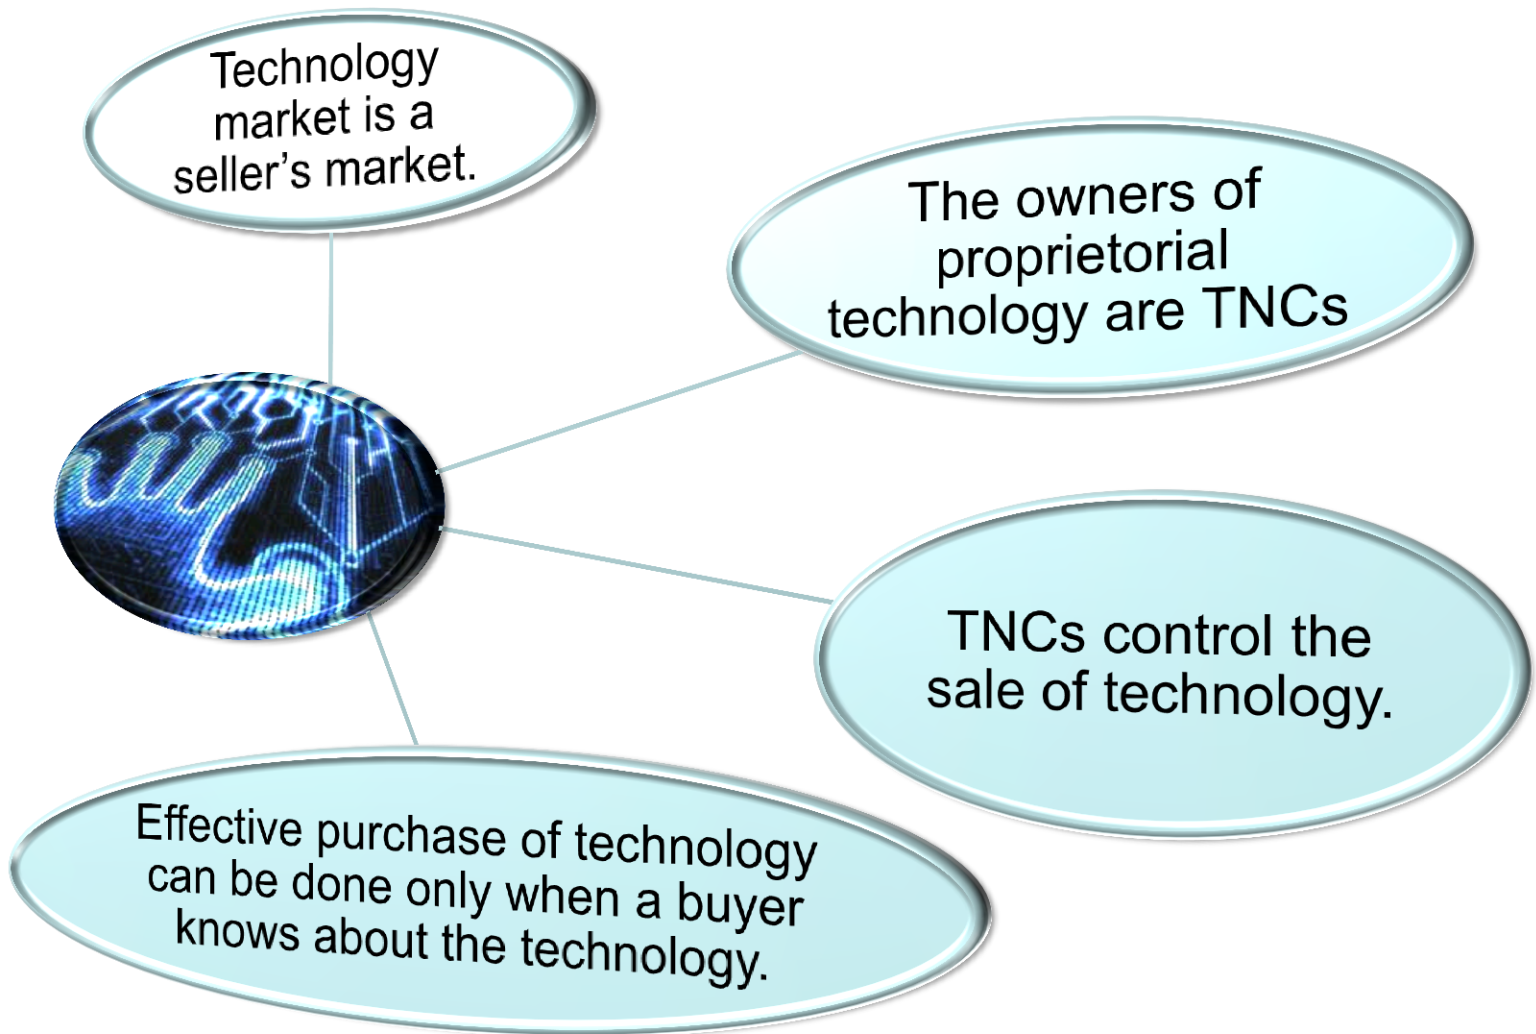 Technology
market is a
seller’s market.
The owners of
proprietorial
technology are TNCs
TNCs control the
sale of technology.
Effective purchase of technology
can be done only when a buyer
knows about the technology.